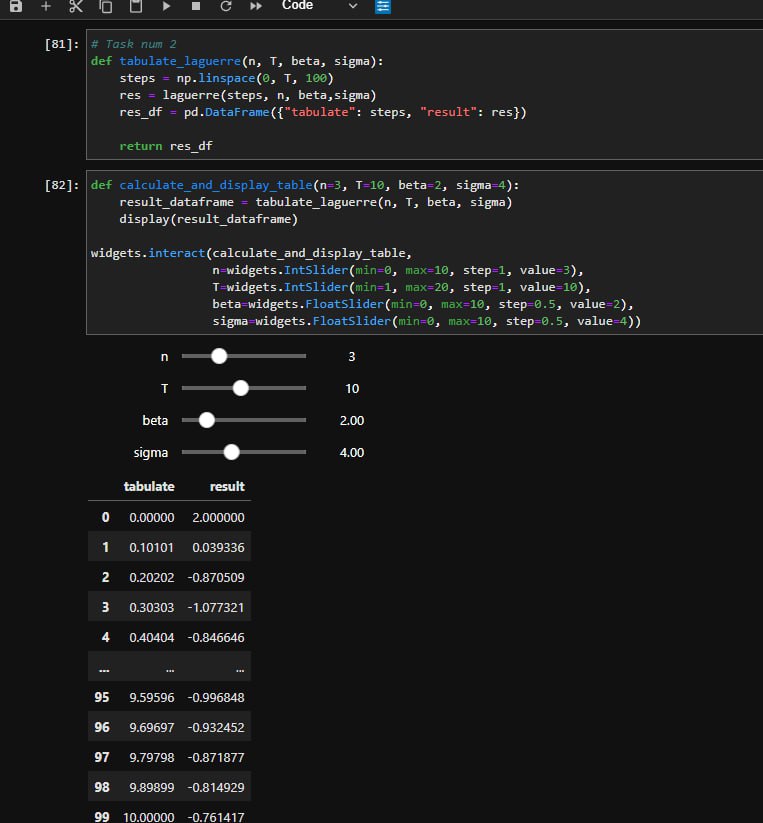 Code
[81]: # Task num 2
def tabulate_laguerre(n, T, beta, sigma):
    steps = np.linspace(0, T, 100)
    res = laguerre(steps, n, beta,sigma)
    res_df = pd.DataFrame({"tabulate": steps, "result": res})
    return res_df
[82]: def calculate_and_display_table(n=3, T=10, beta=2, sigma=4):
    result_dataframe = tabulate_laguerre(n, T, beta, sigma)
    display(result_dataframe)
widgets.interact(calculate_and_display_table,
                 n=widgets.IntSlider(min=0, max=10, step=1, value=3),
                 T=widgets.IntSlider(min=1, max=20, step=1, value=10),
                 beta=widgets.FloatSlider(min=0, max=10, step=0.5, value=2),
                 sigma=widgets.FloatSlider(min=0, max=10, step=0.5, value=4))
n 3
T 10
beta 2.00
sigma 4.00
tabulate result
0 0.00000 2.000000
1 0.10101 0.039336
2 0.20202 -0.870509
3 0.30303 -1.077321
4 0.40404 -0.846646
... ... ...
95 9.59596 -0.996848
96 9.69697 -0.932452
97 9.79798 -0.871877
98 9.89899 -0.814929
99 10.00000 -0.761417